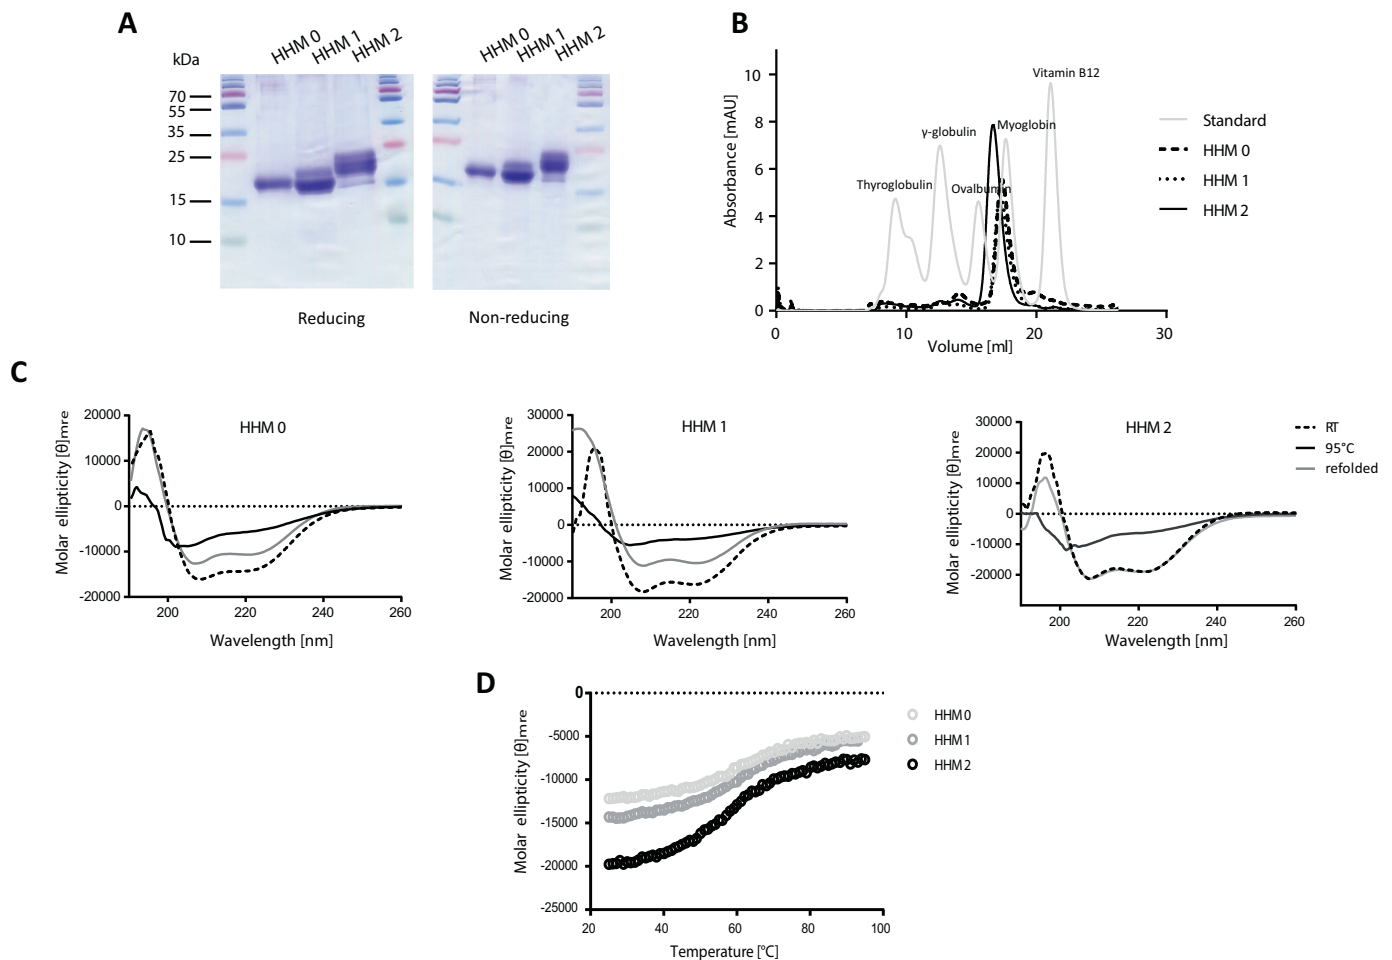 A
HHM 0
HHM 1
HHM 2
HHM 0
HHM 1
HHM 2
kDa
70
55
35
25
15
10
Reducing
Non-reducing
B
Absorbance [mAU]
10
8
6
4
2
0
0
10
20
30
Volume [ml]
Thyroglobulin
γ-globulin
Ovalbumin
Myoglobin
Vitamin B12
Standard
HHM 0
HHM 1
HHM 2
C
HHM 0
Molar ellipticity [θ]mre
20000
10000
0
-10000
-20000
200
220
240
260
Wavelength [nm]
HHM 1
Molar ellipticity [θ]mre
30000
20000
10000
0
-10000
-20000
200
220
240
260
Wavelength [nm]
HHM 2
Molar ellipticity [θ]mre
30000
20000
10000
0
-10000
-20000
200
220
240
260
Wavelength [nm]
RT
95°C
refolded
D
Molar ellipticity [θ]mre
0
-5000
-10000
-15000
-20000
-25000
20
40
60
80
100
Temperature [°C]
HHM 0
HHM 1
HHM 2